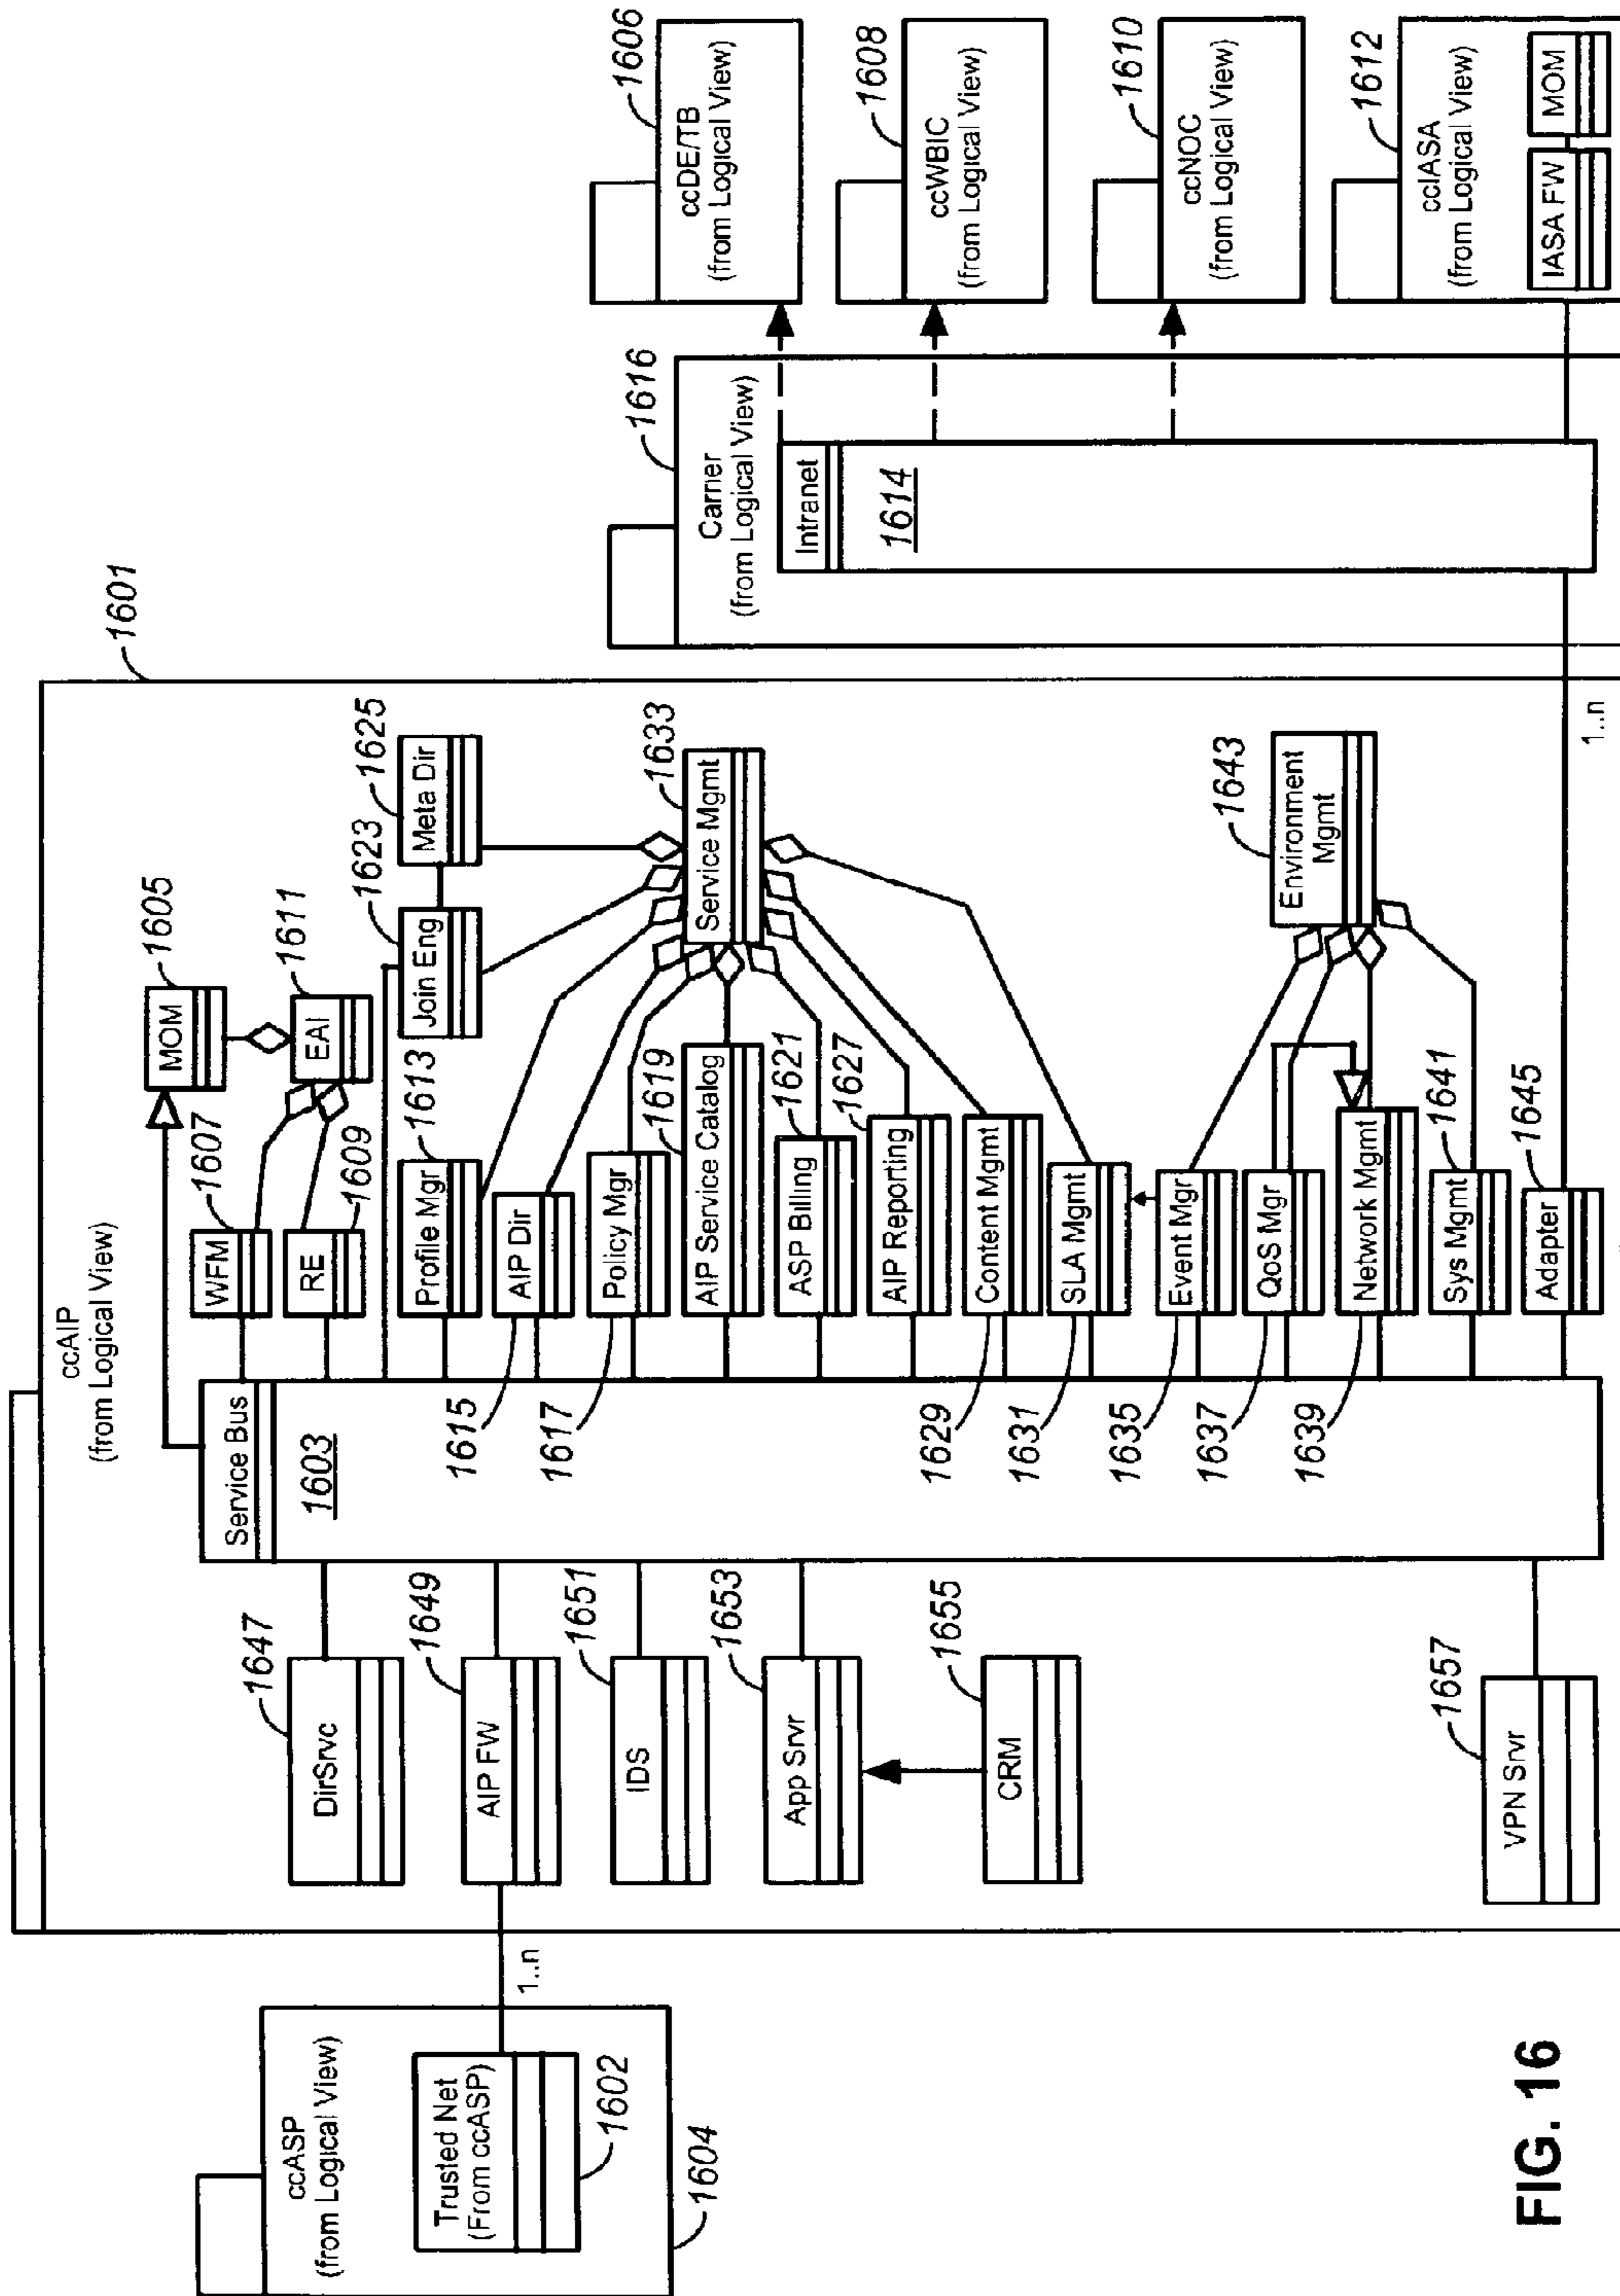 ccASP
(from Logical View)
Trusted Net
(From ccASP)
1602
1604
1..n
ccAIP
(from Logical View)
1601
DirSrvc
1647
AIP FW
1649
IDS
1651
App Srvr
1653
CRM
1655
VPN Srvr
1657
Service Bus
1603
MOM
1605
WFM
1607
EAI
1611
RE
1609
Join Eng
1623
Meta Dir
1625
Profile Mgr
1613
AIP Dir
1615
Policy Mgr
1617
AIP Service Catalog
1619
ASP Billing
1621
AIP Reporting
1627
Content Mgmt
1629
SLA Mgmt
1631
Service Mgmt
1633
Event Mgr
1635
QoS Mgr
1637
Network Mgmt
1639
Sys Mgmt
1641
Environment
Mgmt
1643
Adapter
1645
1..n
Carrier
(from Logical View)
1616
Intranet
1614
ccDE/TB
(from Logical View)
1606
ccWBIC
(from Logical View)
1608
ccNOC
(from Logical View)
1610
ccIASA
(from Logical View)
1612
IASA FW
MOM
FIG. 16